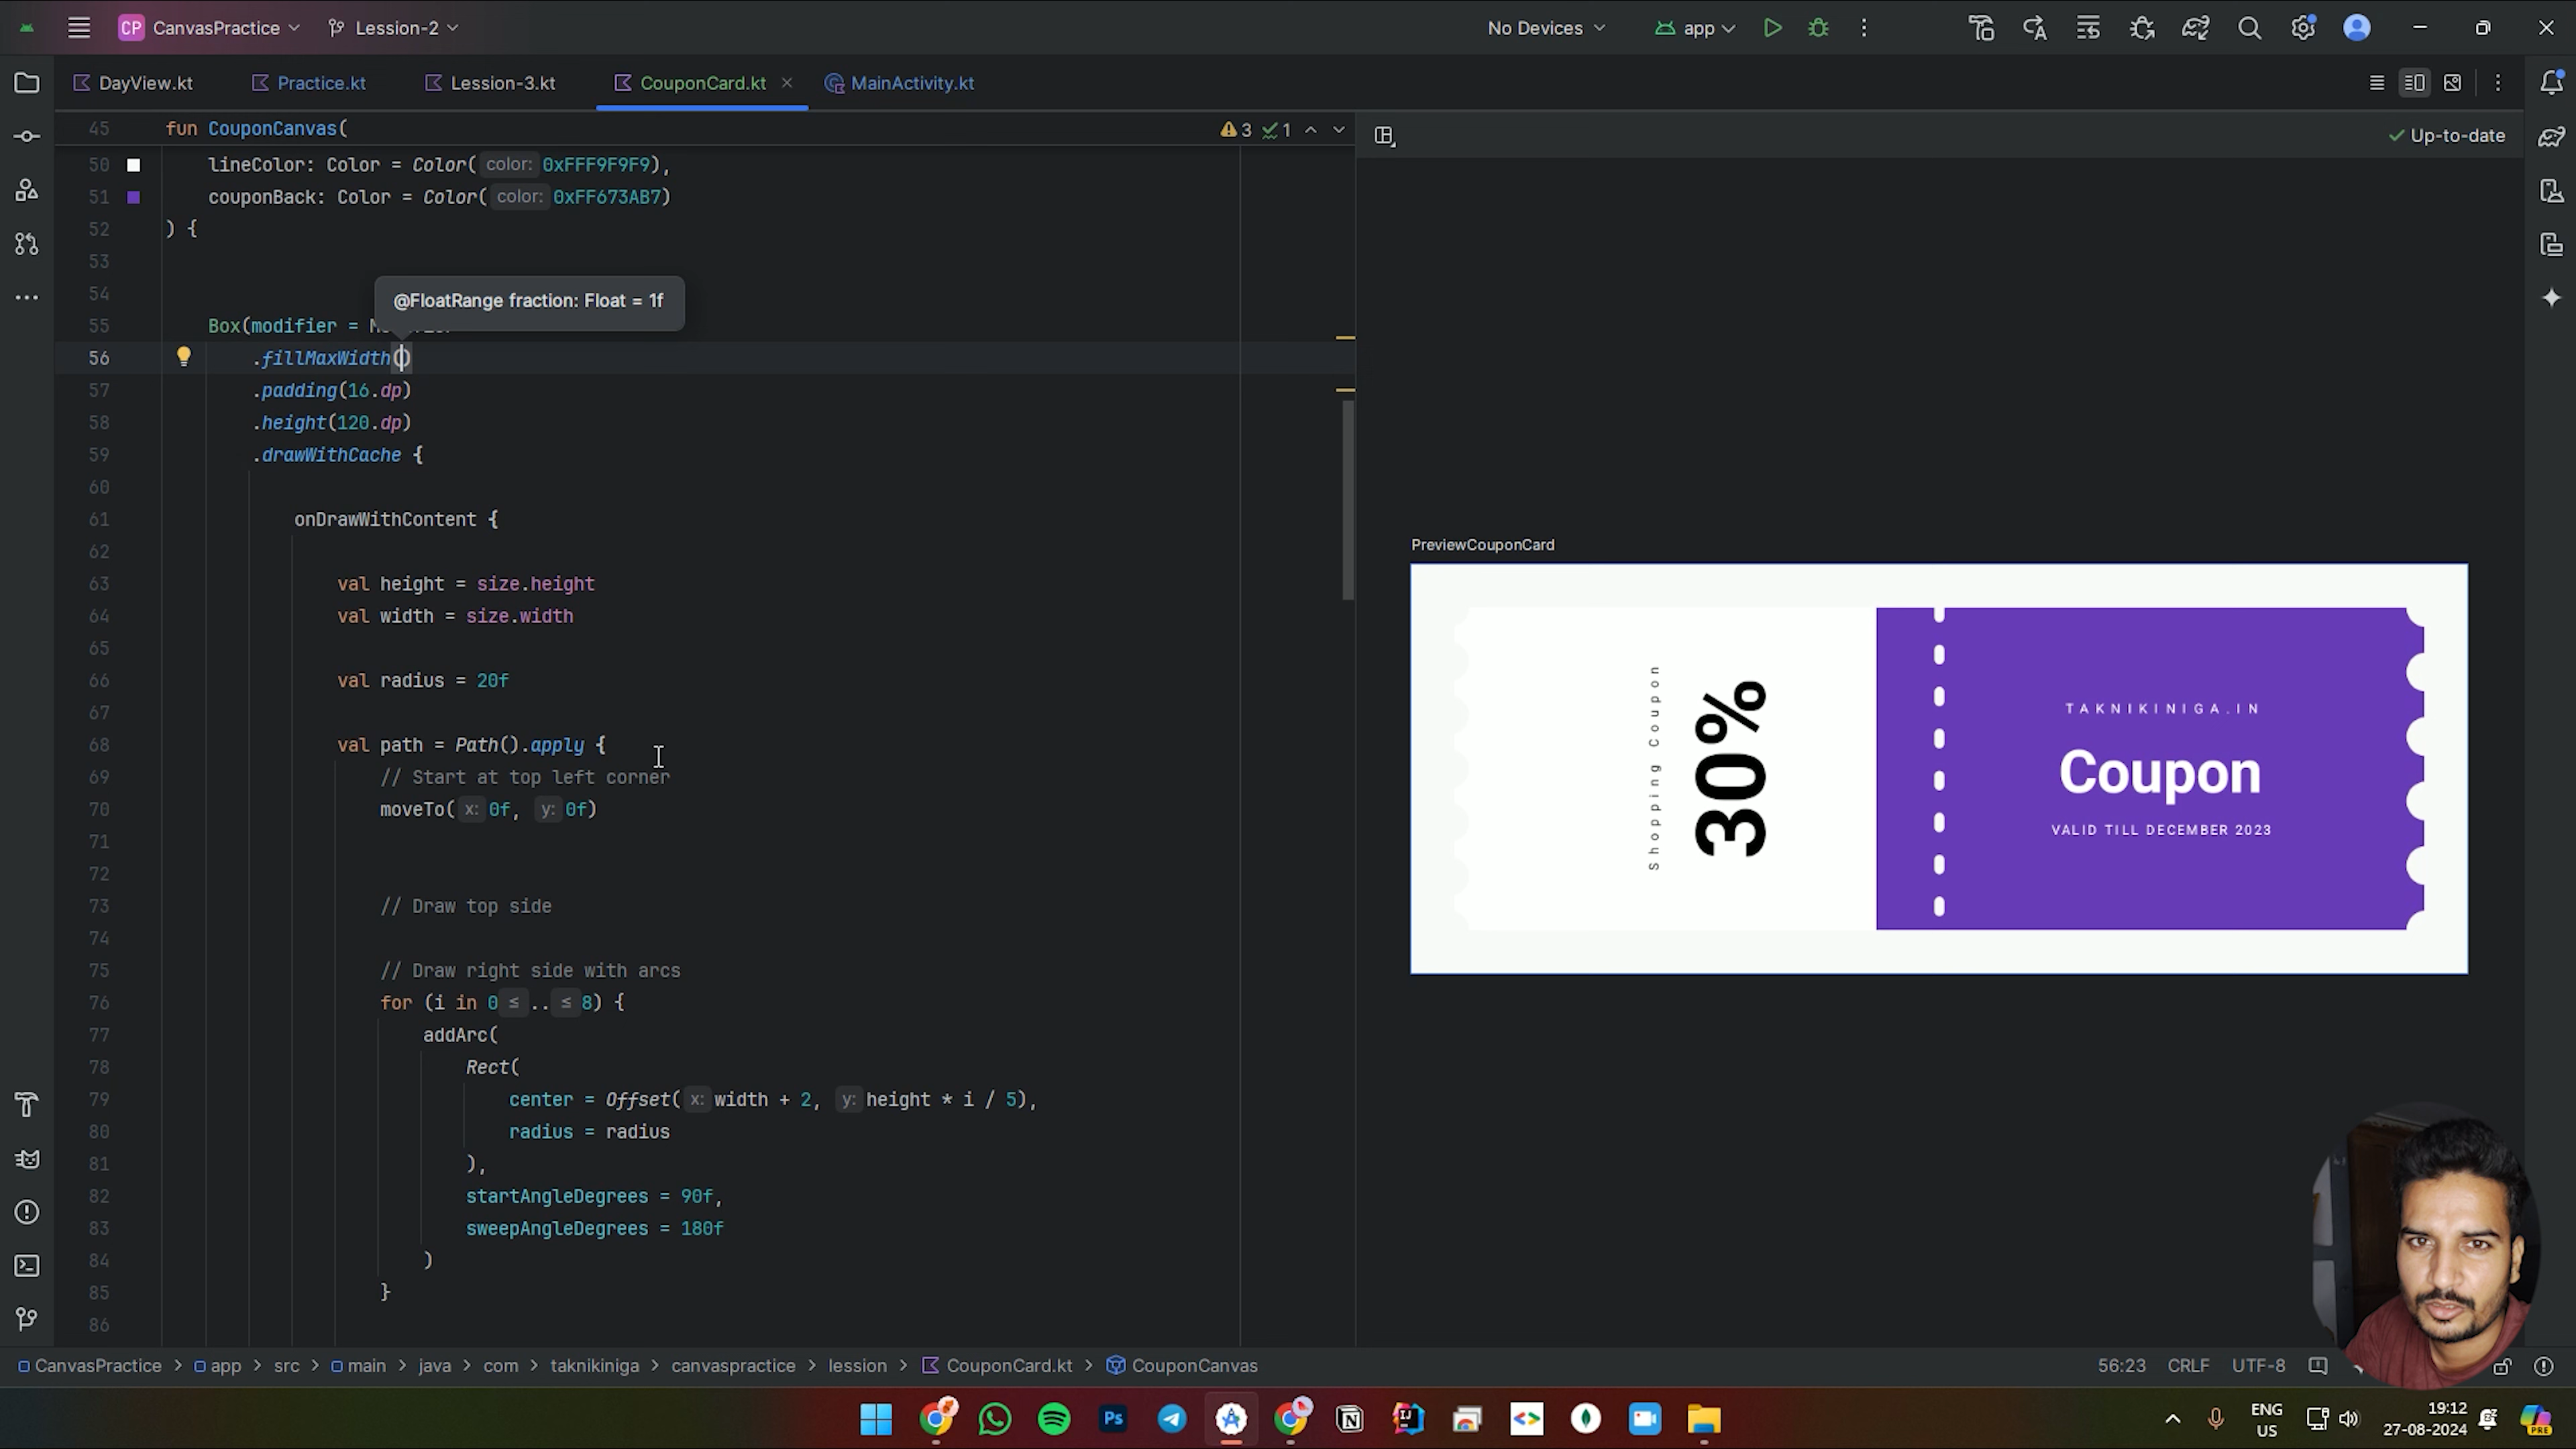 CP CanvasPractice Lession-2 No Devices app
DayView.kt Practice.kt Lession-3.kt CouponCard.kt MainActivity.kt
45 fun CouponCanvas( 3 1 Up-to-date
50 lineColor: Color = Color( color: 0xFFF9F9F9),
51 couponBack: Color = Color( color: 0xFF673AB7)
52 ) {
53
54
@FloatRange fraction: Float = 1f
55 Box(modifier =
56 .fillMaxWidth()
57 .padding(16.dp)
58 .height(120.dp)
59 .drawWithCache {
60
61 onDrawWithContent {
62
63 val height = size.height
64 val width = size.width
65
66 val radius = 20f
67
68 val path = Path().apply {
69 // Start at top left corner
70 moveTo( x: 0f, y: 0f)
71
72
73 // Draw top side
74
75 // Draw right side with arcs
76 for (i in 0 ≤ .. ≤ 8) {
77 addArc(
78 Rect(
79 center = Offset( x: width + 2, y: height * i / 5),
80 radius = radius
81 ),
82 startAngleDegrees = 90f,
83 sweepAngleDegrees = 180f
84 )
85 }
86
PreviewCouponCard
Shopping Coupon
30%
TAKNIKINIGA.IN
Coupon
VALID TILL DECEMBER 2023
CanvasPractice > app > src > main > java > com > taknikiniga > canvaspractice > lession > CouponCard.kt > CouponCanvas 56:23 CRLF UTF-8
Ps
ENG
US
19:12
27-08-2024
PRE